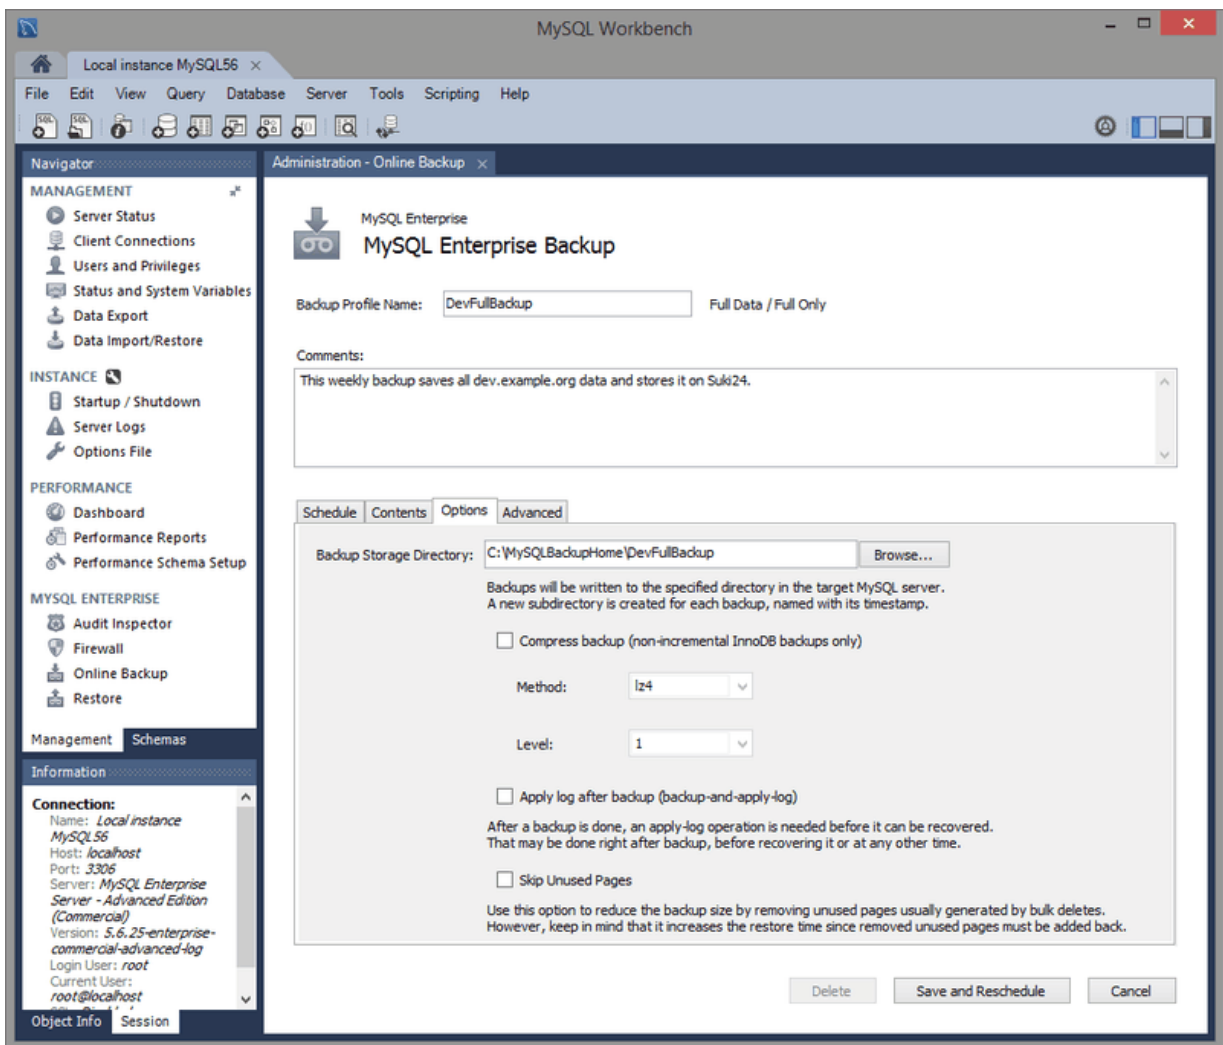 MySQL Workbench
Local instance MySQL56
File Edit View Query Database Server Tools Scripting Help
Navigator
MANAGEMENT
Server Status
Client Connections
Users and Privileges
Status and System Variables
Data Export
Data Import/Restore
INSTANCE
Startup / Shutdown
Server Logs
Options File
PERFORMANCE
Dashboard
Performance Reports
Performance Schema Setup
MYSQL ENTERPRISE
Audit Inspector
Firewall
Online Backup
Restore
Management Schemas
Information
Connection:
Name: Local instance
MySQL56
Host: localhost
Port: 3306
Server: MySQL Enterprise
Server - Advanced Edition
(Commercial)
Version: 5.6.25-enterprise-
commercial-advanced-log
Login User: root
Current User:
root@localhost
Object Info Session
Administration - Online Backup
MySQL Enterprise
MySQL Enterprise Backup
Backup Profile Name: DevFullBackup Full Data / Full Only
Comments:
This weekly backup saves all dev.example.org data and stores it on Suki24.
Schedule Contents Options Advanced
Backup Storage Directory: C:\MySQLBackupHome\DevFullBackup Browse...
Backups will be written to the specified directory in the target MySQL server.
A new subdirectory is created for each backup, named with its timestamp.
Compress backup (non-incremental InnoDB backups only)
Method: lz4
Level: 1
Apply log after backup (backup-and-apply-log)
After a backup is done, an apply-log operation is needed before it can be recovered.
That may be done right after backup, before recovering it or at any other time.
Skip Unused Pages
Use this option to reduce the backup size by removing unused pages usually generated by bulk deletes.
However, keep in mind that it increases the restore time since removed unused pages must be added back.
Delete Save and Reschedule Cancel